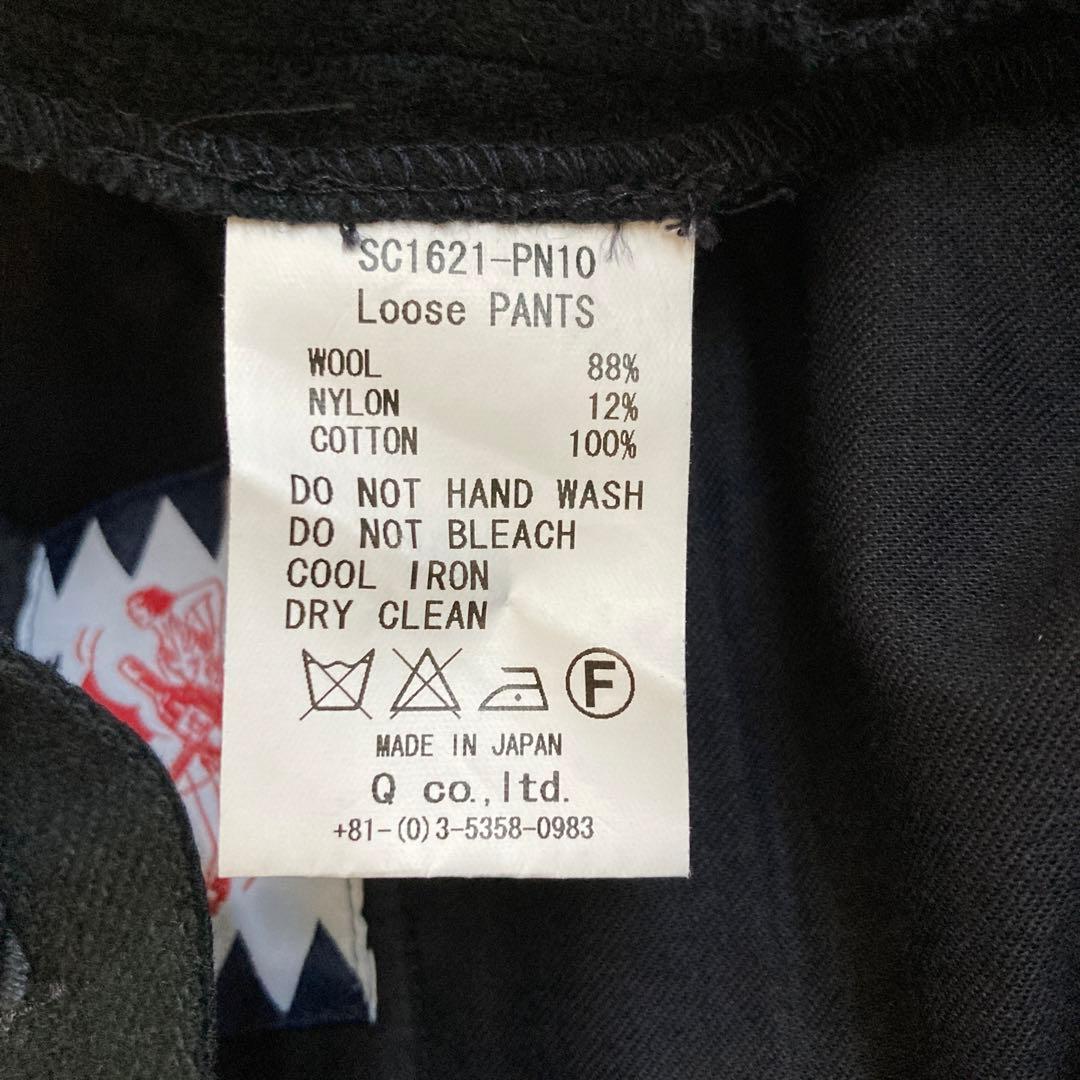 SC1621-PN10
Loose PANTS
WOOL 88%
NYLON 12%
COTTON 100%
DO NOT HAND WASH
DO NOT BLEACH
COOL IRON
DRY CLEAN
F
MADE IN JAPAN
Q co.,ltd.
+81-(0)3-5358-0983